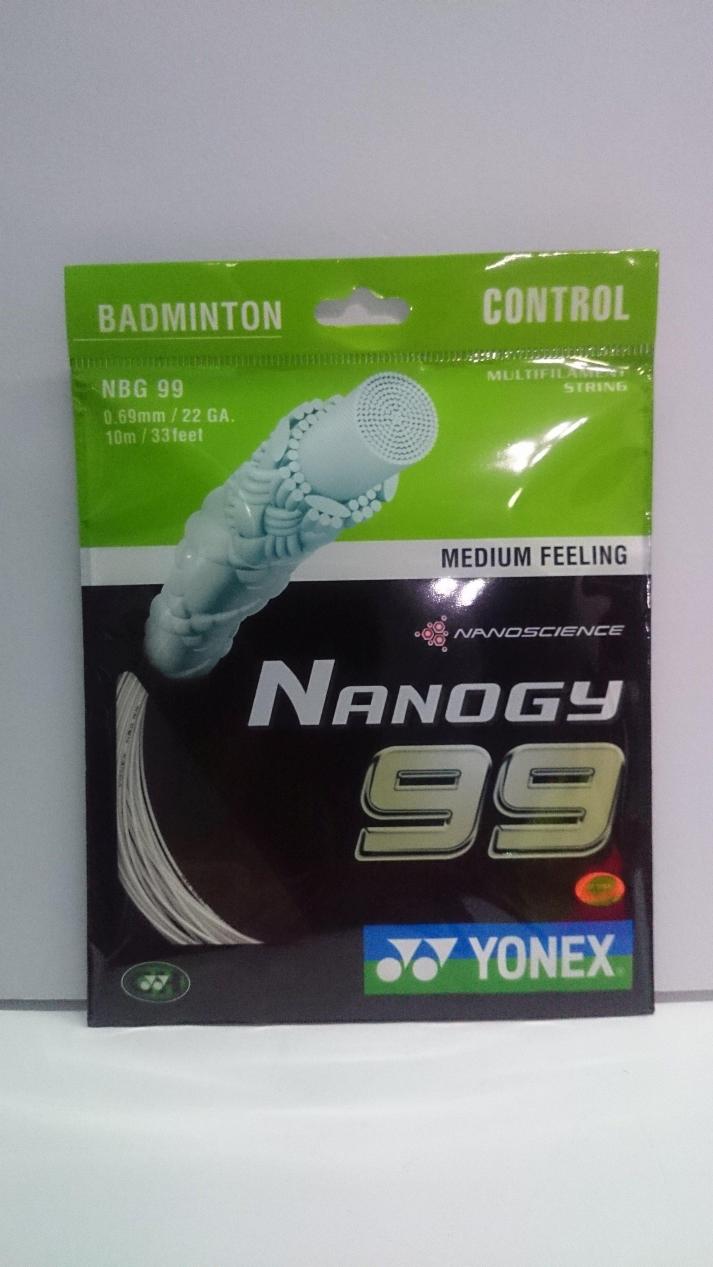 BADMINTON
CONTROL
NBG 99
0.69mm / 22 GA.
10m / 33feet
MULTIFILAMENT
STRING
MEDIUM FEELING
NANOSCIENCE
NANOGY
99
YONEX